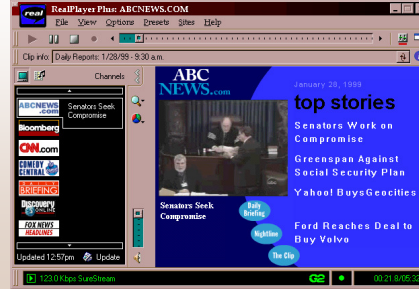 real
RealPlayer Plus: ABCNEWS.COM
File View Options Presets Sites Help
Clip info: Daily Reports: 1/28/99 - 9:30 a.m.
Channels
ABCNEWS
.com
Senators Seek
Compromise
Bloomberg
CNN.com
COMEDY
CENTRAL
DAILY
BRIEFING
Discovery
ONLINE
FOX NEWS
HEADLINES
Updated 12:57pm
Update
ABC
NEWS.com
Senators Seek
Compromise
Daily
Briefing
Nightline
The Clip
January 28, 1999
top stories
Senators Work on
Compromise
Greenspan Against
Social Security Plan
Yahoo! BuysGeocities
Ford Reaches Deal to
Buy Volvo
123.0 Kbps SureStream
G2
00:21.8/05:32